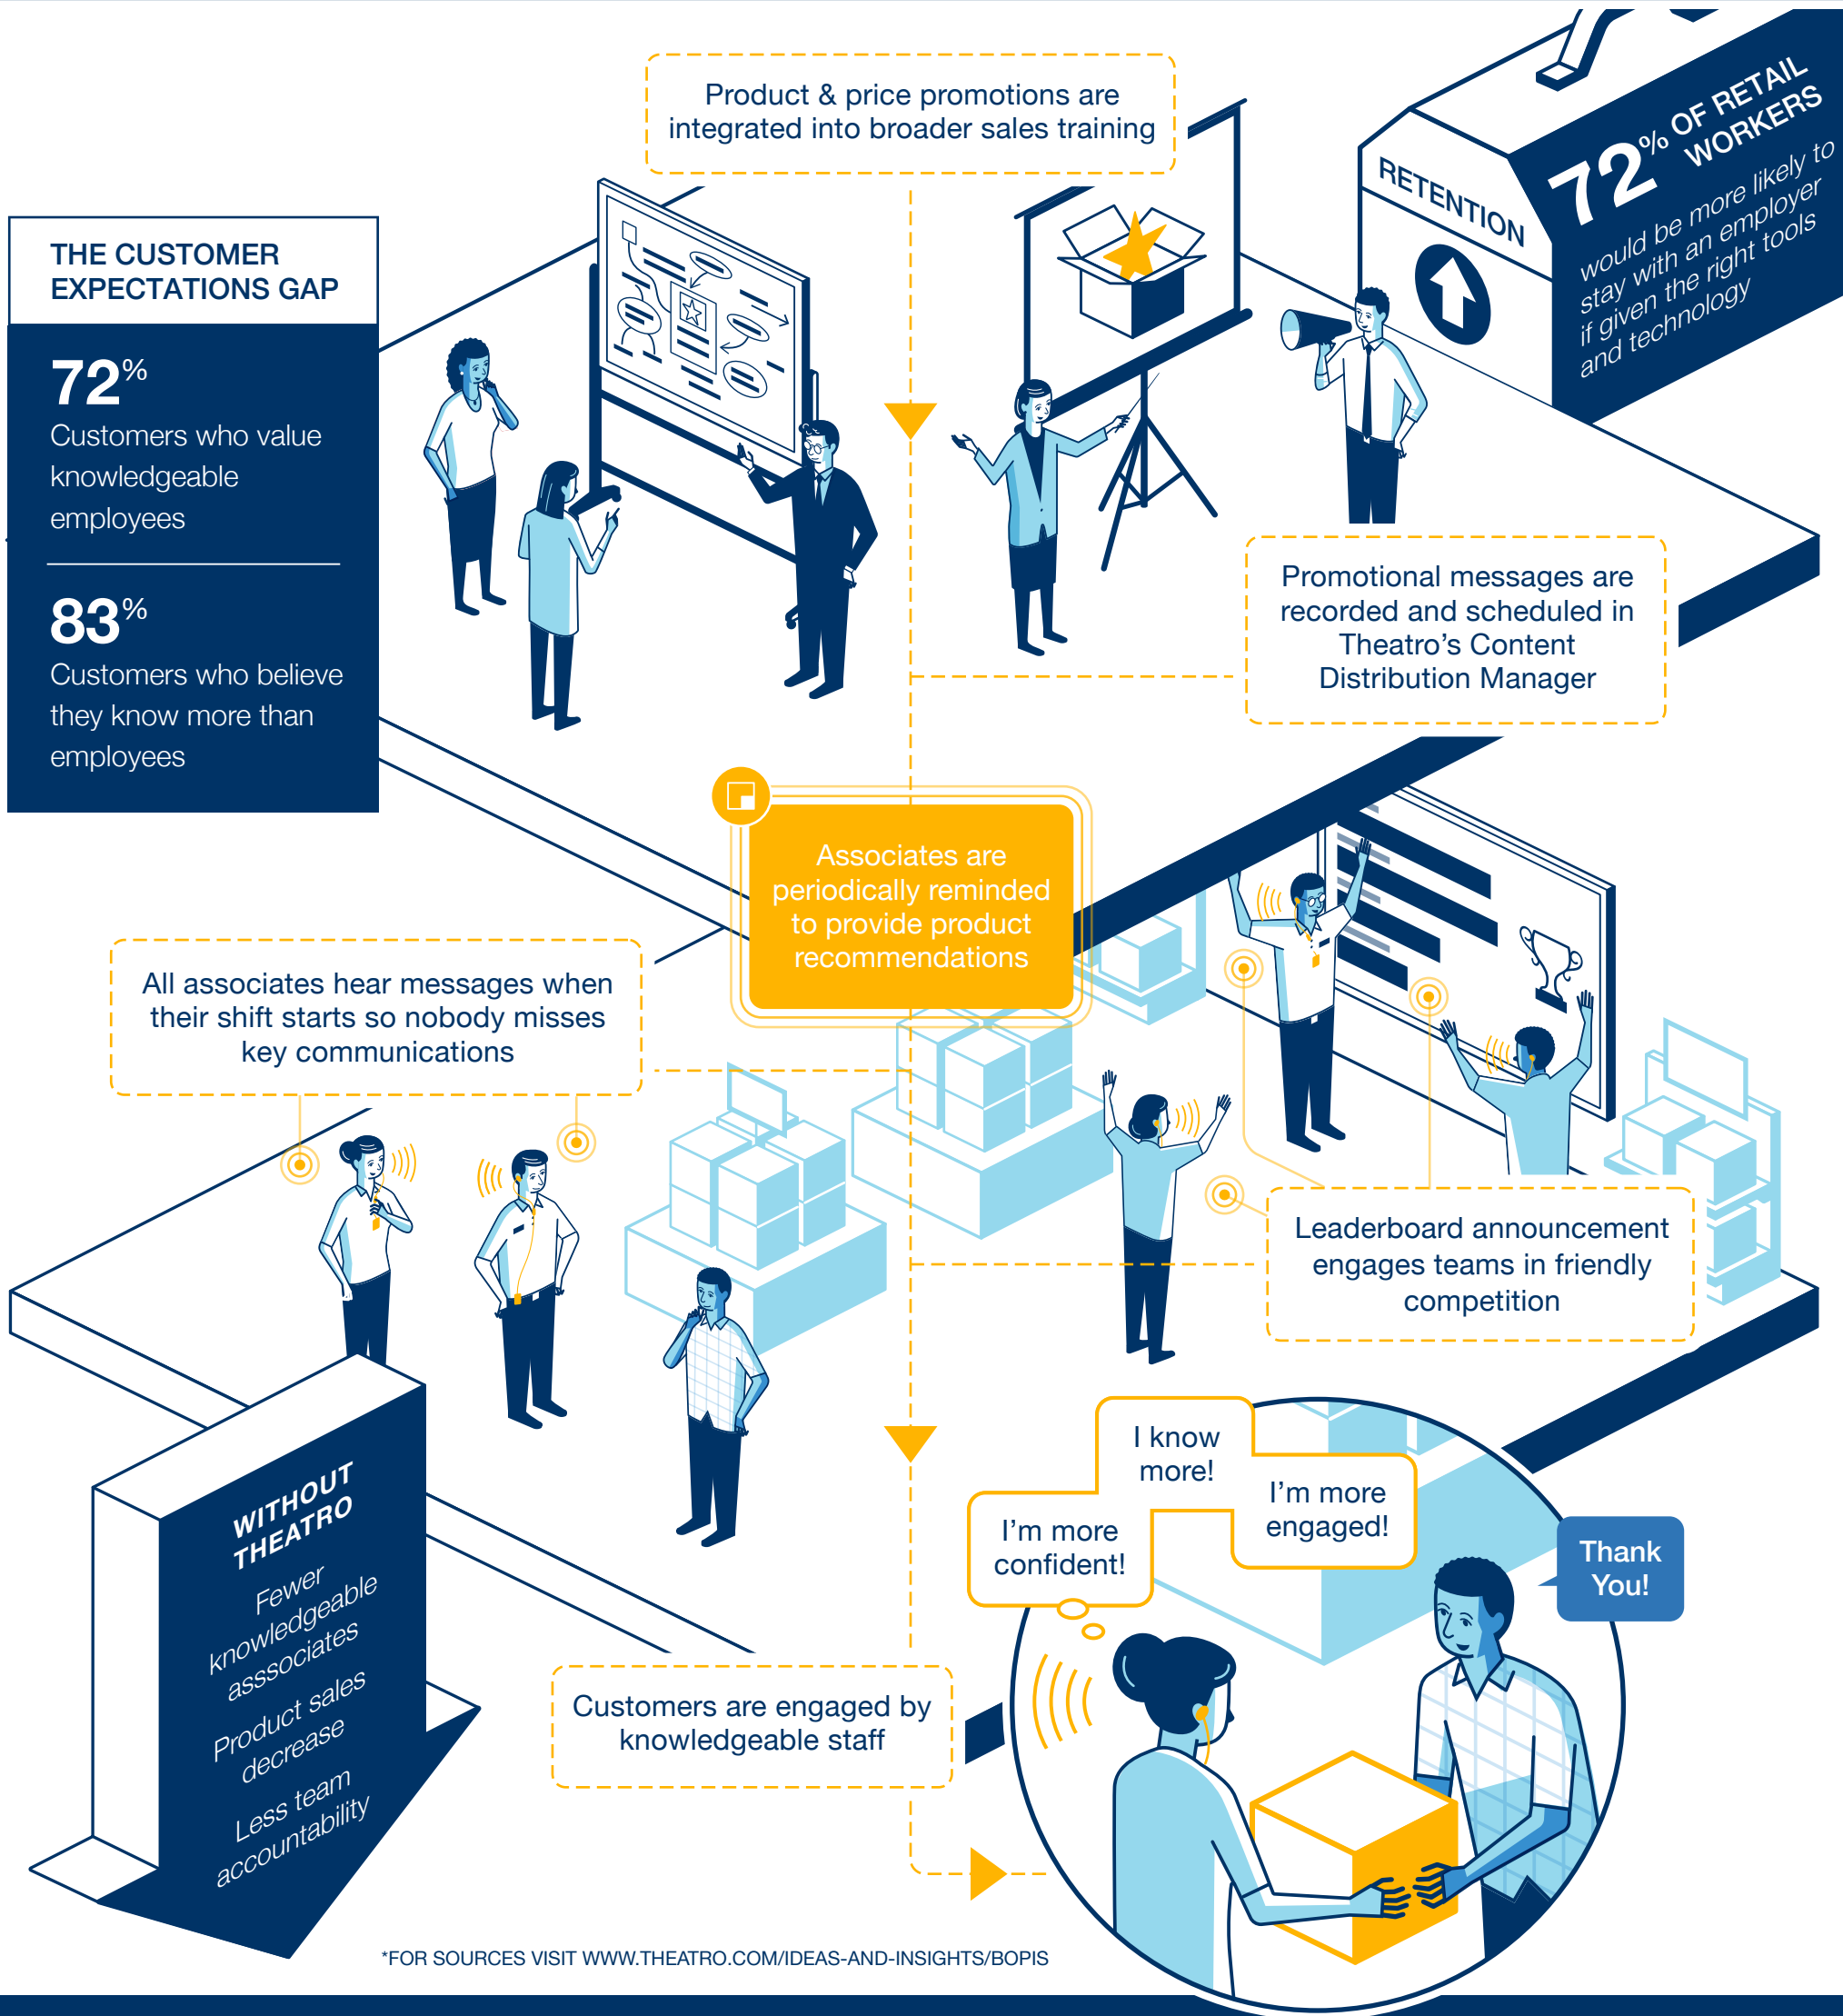 Product & price promotions are
integrated into broader sales training
RETENTION
72% OF RETAIL
WORKERS
would be more likely to
stay with an employer
if given the right tools
and technology
THE CUSTOMER
EXPECTATIONS GAP
72%
Customers who value
knowledgeable
employees
83%
Customers who believe
they know more than
employees
Promotional messages are
recorded and scheduled in
Theatro’s Content
Distribution Manager
Associates are
periodically reminded
to provide product
recommendations
All associates hear messages when
their shift starts so nobody misses
key communications
Leaderboard announcement
engages teams in friendly
competition
WITHOUT
THEATRO
Fewer
knowledgeable
asssociates
Product sales
decrease
Less team
accountability
I know
more!
I’m more
engaged!
I’m more
confident!
Thank
You!
Customers are engaged by
knowledgeable staff
*FOR SOURCES VISIT WWW.THEATRO.COM/IDEAS-AND-INSIGHTS/BOPIS